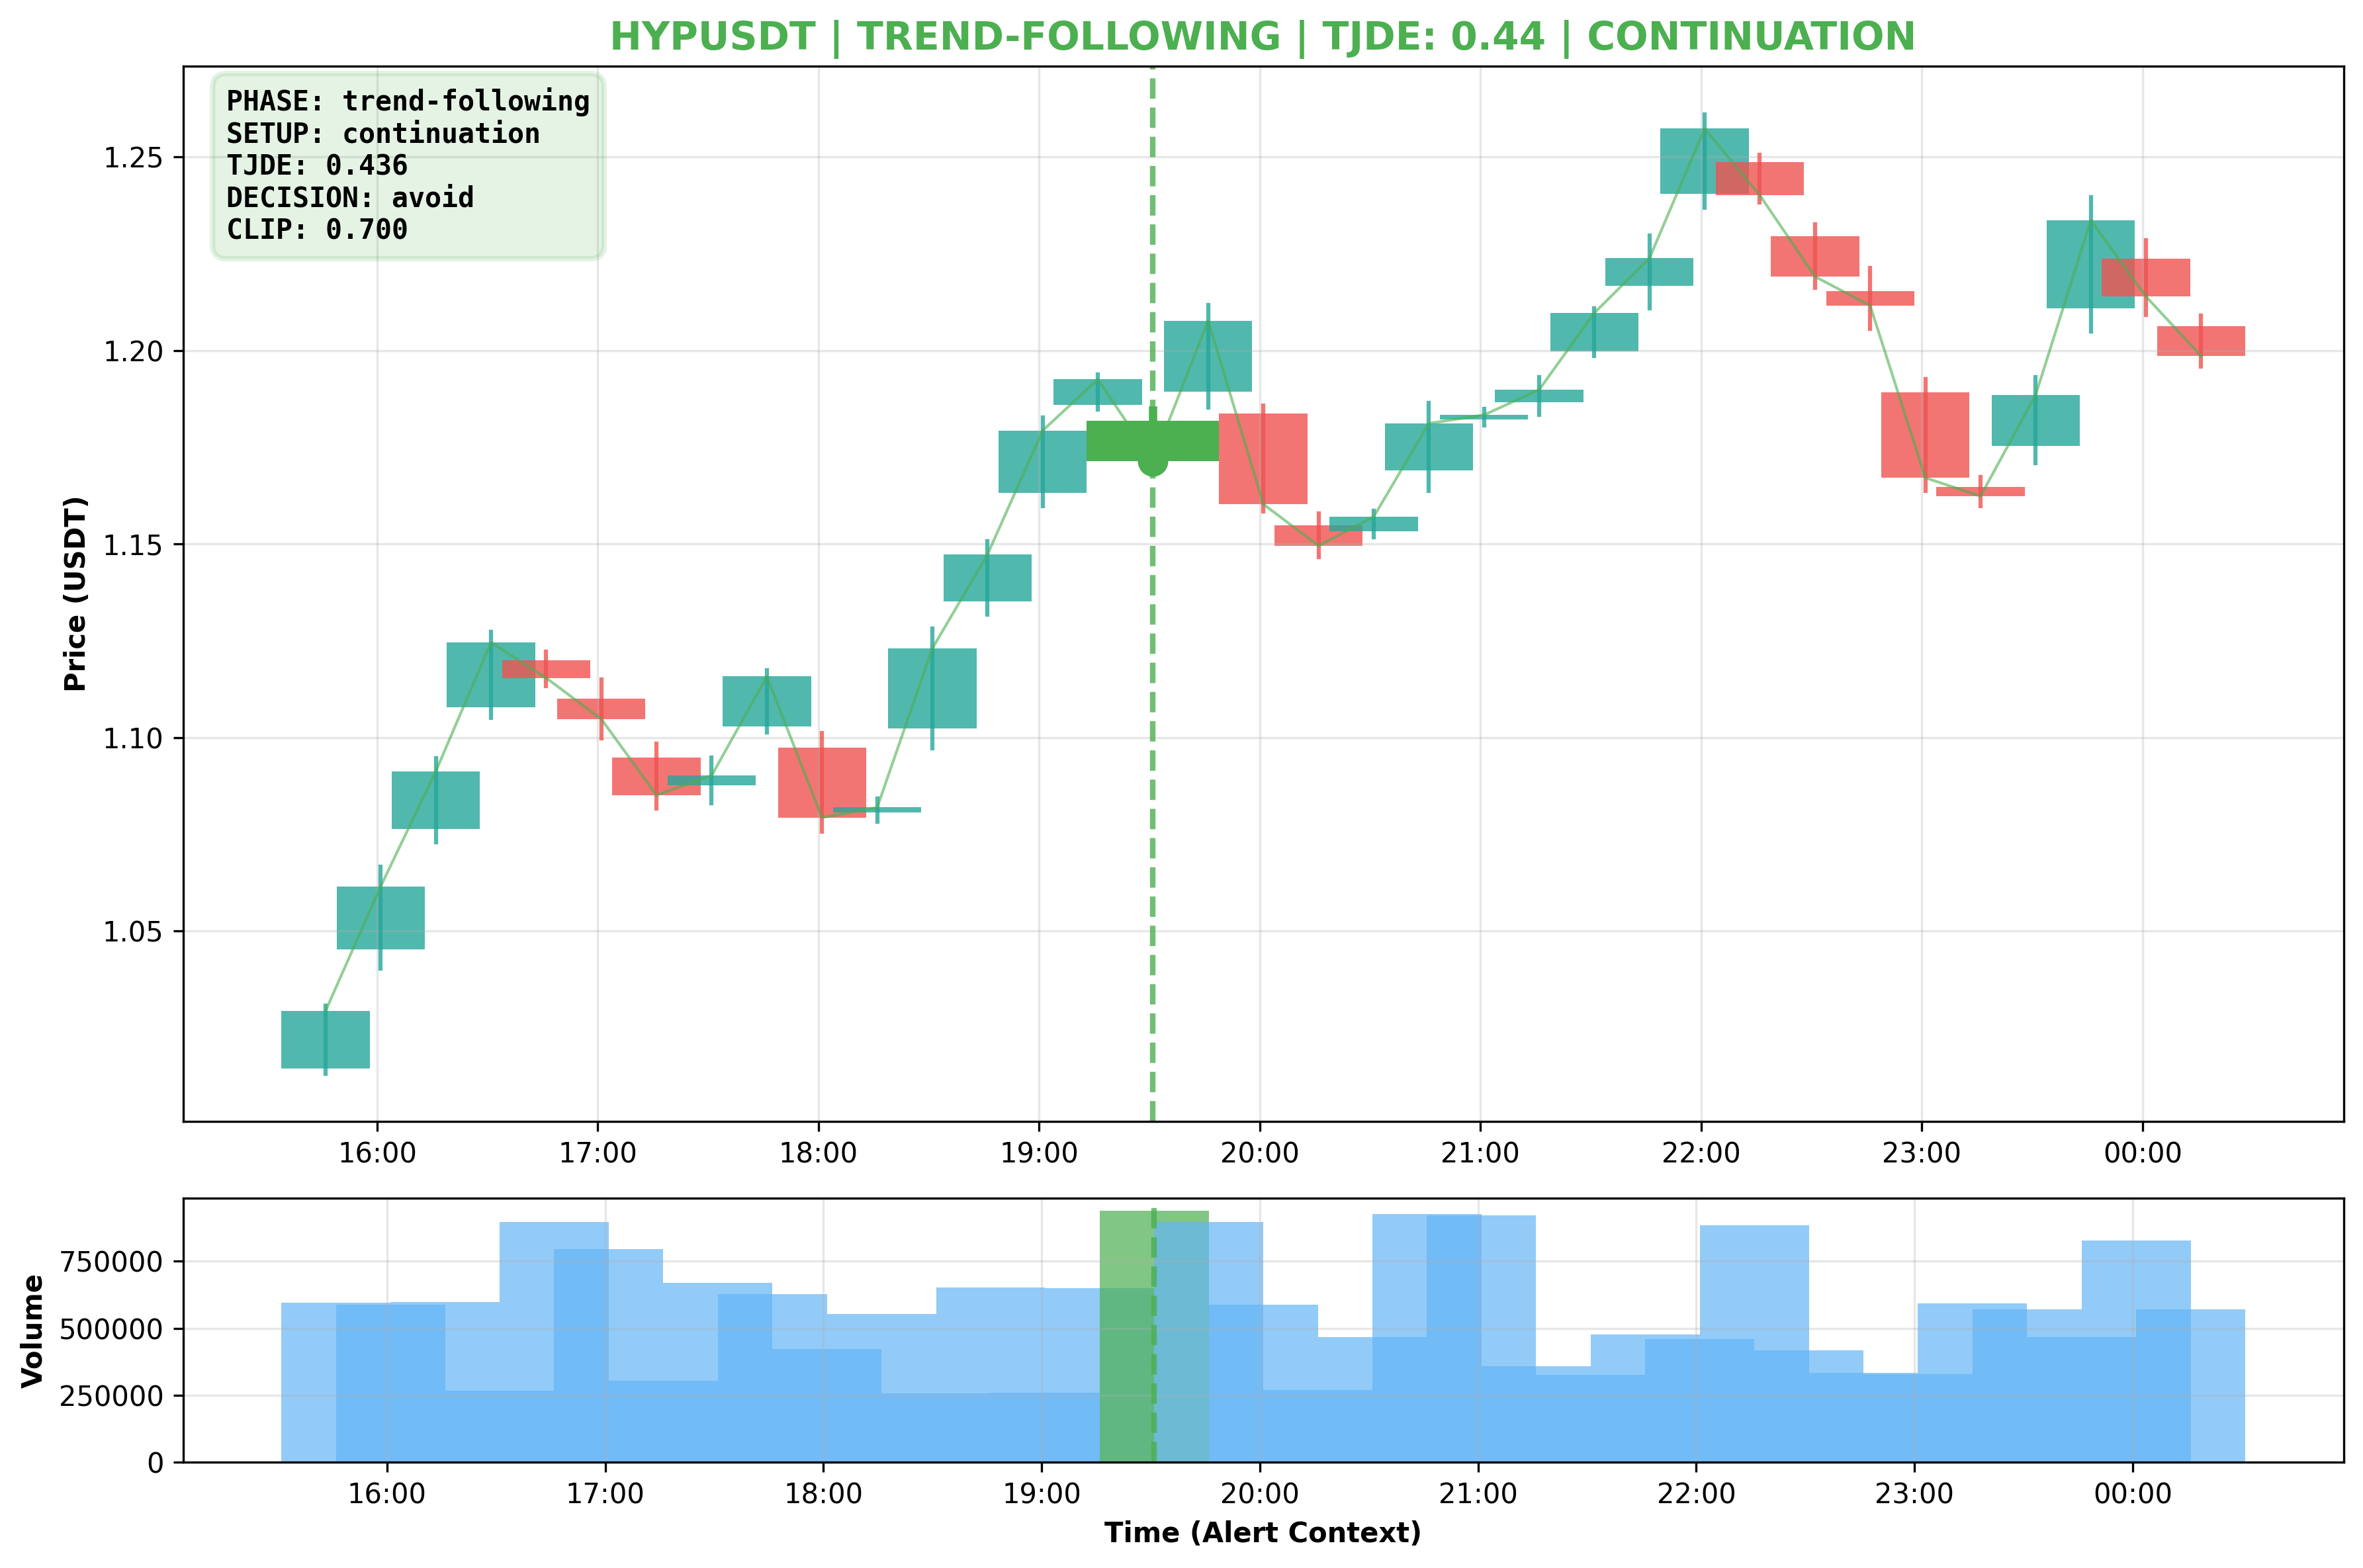 HYPUSDT | TREND-FOLLOWING | TJDE: 0.44 | CONTINUATION
PHASE: trend-following
SETUP: continuation
TJDE: 0.436
DECISION: avoid
CLIP: 0.700
Price (USDT)
1.25
1.20
1.15
1.10
1.05
16:00 17:00 18:00 19:00 20:00 21:00 22:00 23:00 00:00
Volume
750000
500000
250000
0
16:00 17:00 18:00 19:00 20:00 21:00 22:00 23:00 00:00
Time (Alert Context)